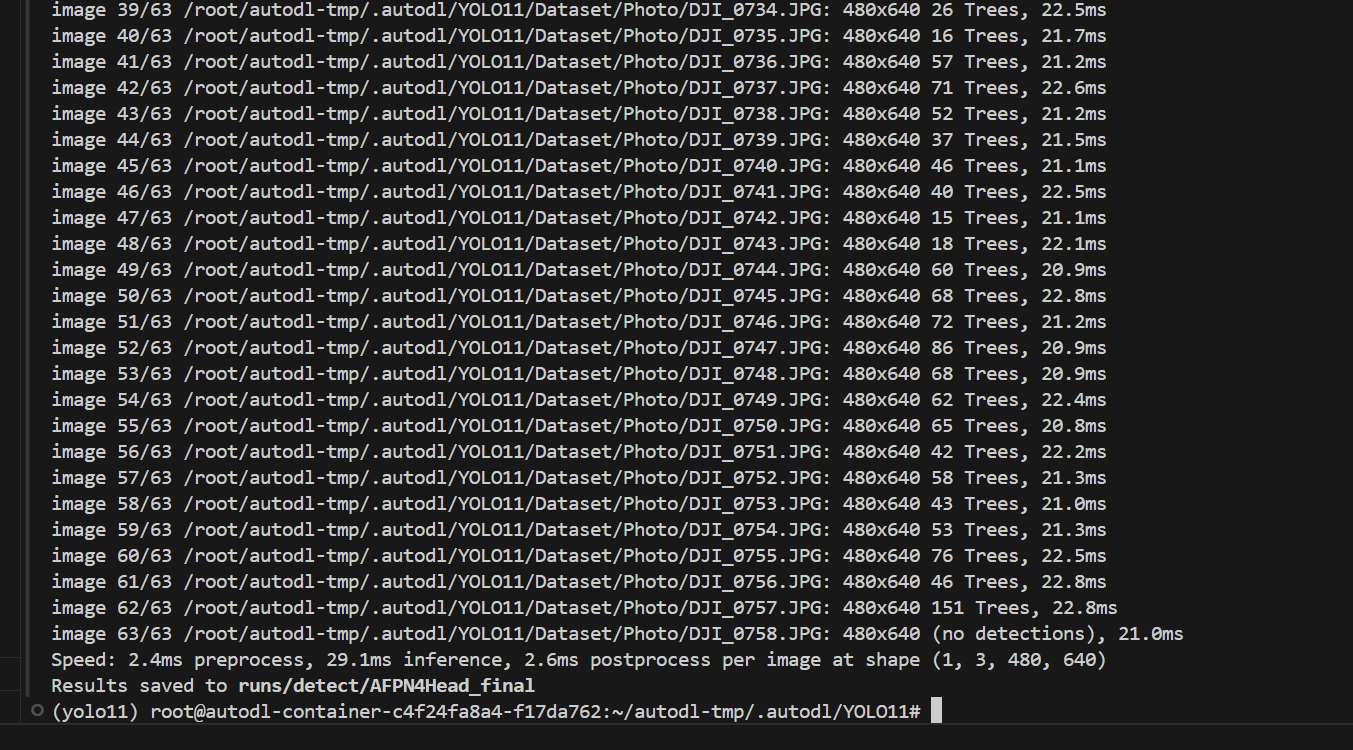 image 39/63 /root/autodl-tmp/.autodl/YOLO11/Dataset/Photo/DJI_0734.JPG: 480x640 26 Trees, 22.5ms
image 40/63 /root/autodl-tmp/.autodl/YOLO11/Dataset/Photo/DJI_0735.JPG: 480x640 16 Trees, 21.7ms
image 41/63 /root/autodl-tmp/.autodl/YOLO11/Dataset/Photo/DJI_0736.JPG: 480x640 57 Trees, 21.2ms
image 42/63 /root/autodl-tmp/.autodl/YOLO11/Dataset/Photo/DJI_0737.JPG: 480x640 71 Trees, 22.6ms
image 43/63 /root/autodl-tmp/.autodl/YOLO11/Dataset/Photo/DJI_0738.JPG: 480x640 52 Trees, 21.2ms
image 44/63 /root/autodl-tmp/.autodl/YOLO11/Dataset/Photo/DJI_0739.JPG: 480x640 37 Trees, 21.5ms
image 45/63 /root/autodl-tmp/.autodl/YOLO11/Dataset/Photo/DJI_0740.JPG: 480x640 46 Trees, 21.1ms
image 46/63 /root/autodl-tmp/.autodl/YOLO11/Dataset/Photo/DJI_0741.JPG: 480x640 40 Trees, 22.5ms
image 47/63 /root/autodl-tmp/.autodl/YOLO11/Dataset/Photo/DJI_0742.JPG: 480x640 15 Trees, 21.1ms
image 48/63 /root/autodl-tmp/.autodl/YOLO11/Dataset/Photo/DJI_0743.JPG: 480x640 18 Trees, 22.1ms
image 49/63 /root/autodl-tmp/.autodl/YOLO11/Dataset/Photo/DJI_0744.JPG: 480x640 60 Trees, 20.9ms
image 50/63 /root/autodl-tmp/.autodl/YOLO11/Dataset/Photo/DJI_0745.JPG: 480x640 68 Trees, 22.8ms
image 51/63 /root/autodl-tmp/.autodl/YOLO11/Dataset/Photo/DJI_0746.JPG: 480x640 72 Trees, 21.2ms
image 52/63 /root/autodl-tmp/.autodl/YOLO11/Dataset/Photo/DJI_0747.JPG: 480x640 86 Trees, 20.9ms
image 53/63 /root/autodl-tmp/.autodl/YOLO11/Dataset/Photo/DJI_0748.JPG: 480x640 68 Trees, 20.9ms
image 54/63 /root/autodl-tmp/.autodl/YOLO11/Dataset/Photo/DJI_0749.JPG: 480x640 62 Trees, 22.4ms
image 55/63 /root/autodl-tmp/.autodl/YOLO11/Dataset/Photo/DJI_0750.JPG: 480x640 65 Trees, 20.8ms
image 56/63 /root/autodl-tmp/.autodl/YOLO11/Dataset/Photo/DJI_0751.JPG: 480x640 42 Trees, 22.2ms
image 57/63 /root/autodl-tmp/.autodl/YOLO11/Dataset/Photo/DJI_0752.JPG: 480x640 58 Trees, 21.3ms
image 58/63 /root/autodl-tmp/.autodl/YOLO11/Dataset/Photo/DJI_0753.JPG: 480x640 43 Trees, 21.0ms
image 59/63 /root/autodl-tmp/.autodl/YOLO11/Dataset/Photo/DJI_0754.JPG: 480x640 53 Trees, 21.3ms
image 60/63 /root/autodl-tmp/.autodl/YOLO11/Dataset/Photo/DJI_0755.JPG: 480x640 76 Trees, 22.5ms
image 61/63 /root/autodl-tmp/.autodl/YOLO11/Dataset/Photo/DJI_0756.JPG: 480x640 46 Trees, 22.8ms
image 62/63 /root/autodl-tmp/.autodl/YOLO11/Dataset/Photo/DJI_0757.JPG: 480x640 151 Trees, 22.8ms
image 63/63 /root/autodl-tmp/.autodl/YOLO11/Dataset/Photo/DJI_0758.JPG: 480x640 (no detections), 21.0ms
Speed: 2.4ms preprocess, 29.1ms inference, 2.6ms postprocess per image at shape (1, 3, 480, 640)
Results saved to runs/detect/AFPN4Head_final
(yolo11) root@autodl-container-c4f24fa8a4-f17da762:~/autodl-tmp/.autodl/YOLO11#